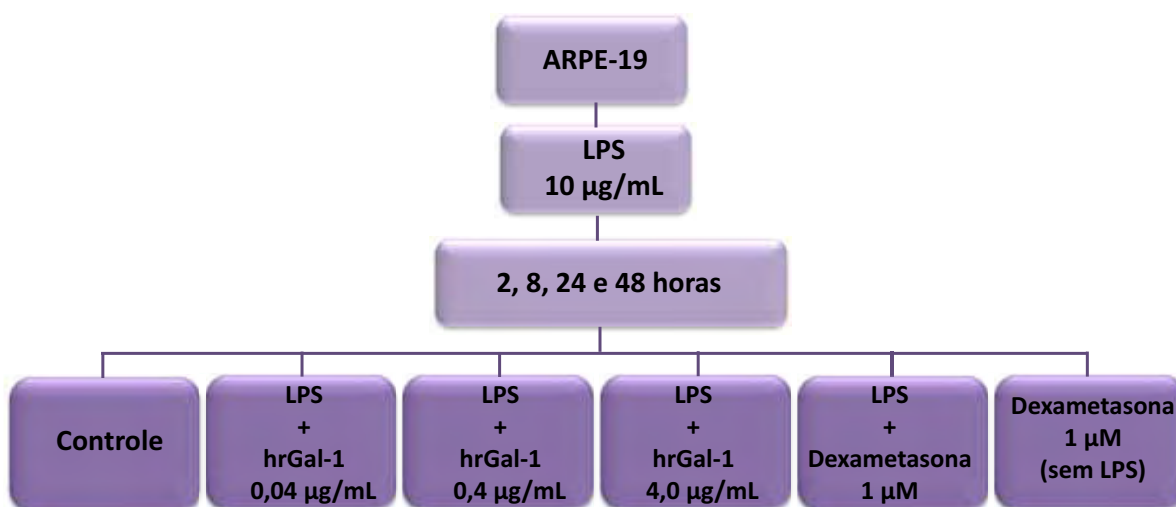 ARPE-19
LPS
10 µg/mL
2, 8, 24 e 48 horas
Controle
LPS
+
hrGal-1
0,04 µg/mL
LPS
+
hrGal-1
0,4 µg/mL
LPS
+
hrGal-1
4,0 µg/mL
LPS
+
Dexametasona
1 µM
Dexametasona
1 µM
(sem LPS)